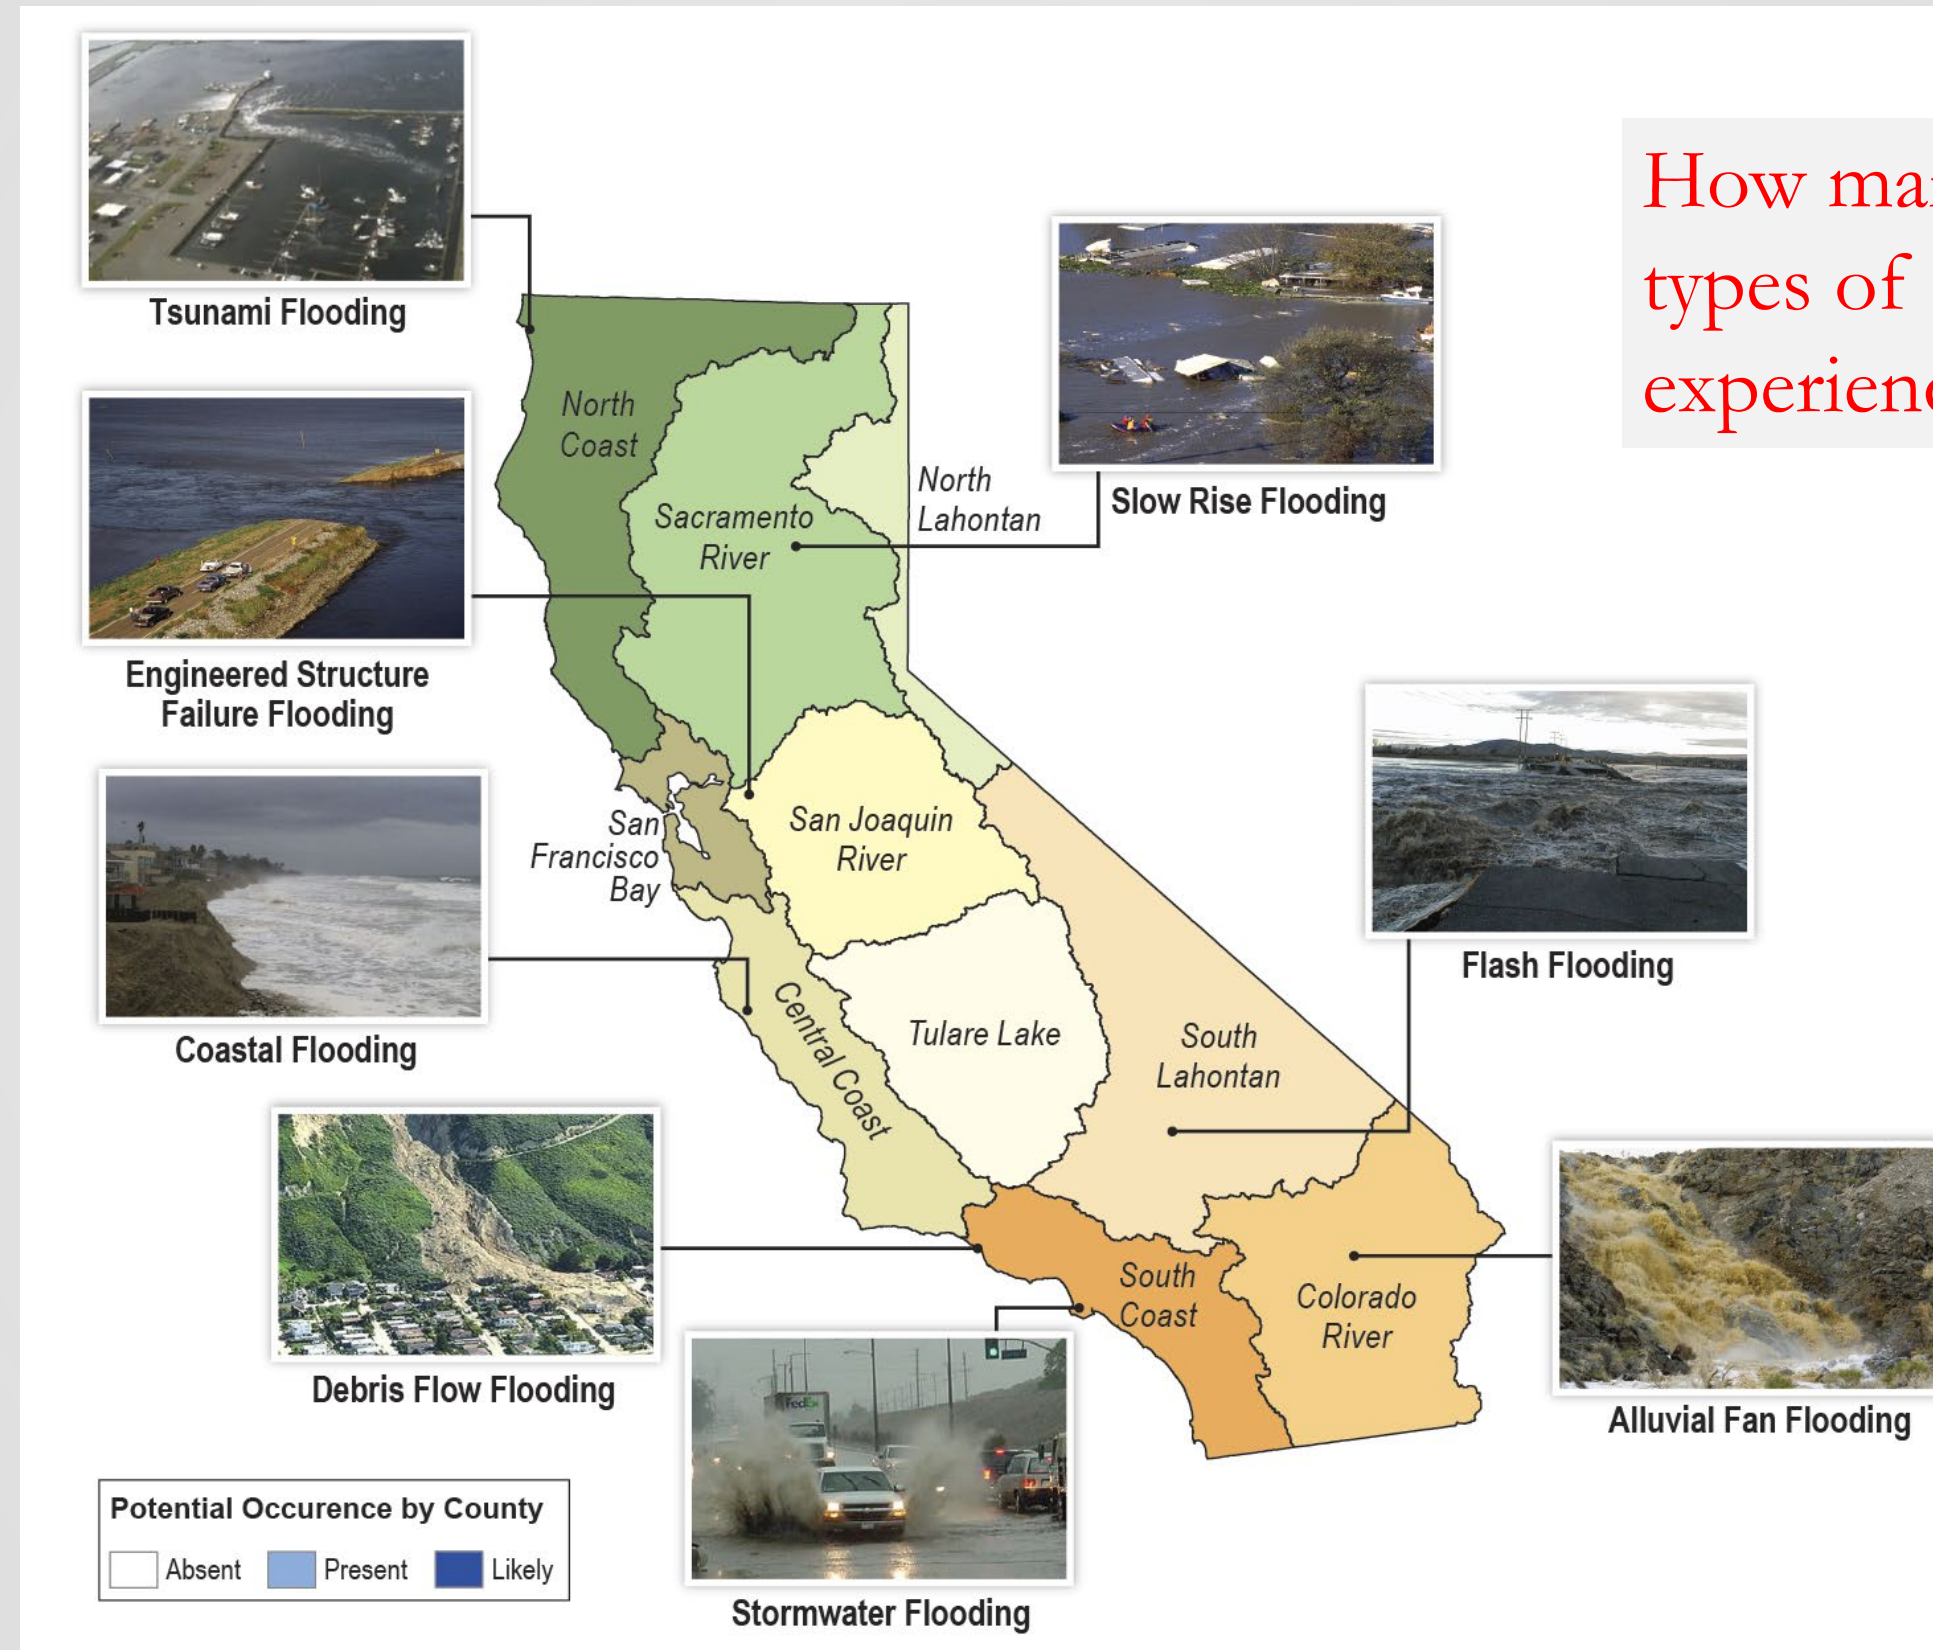 How
types of
Tsunami Flooding
North
Coast
Sacramento
River
North
Lahontan
Slow Rise Flooding
Engineered Structure
Failure Flooding
San
Francisco
Bay
San Joaquin
River
Coastal Flooding
Central Coast
Tulare Lake
South
Lahontan
Flash Flooding
South
Coast
Colorado
River
Debris Flow Flooding
FedEx
Stormwater Flooding
Alluvial Fan Flooding
Potential Occurence by County
Absent
Present
Likely